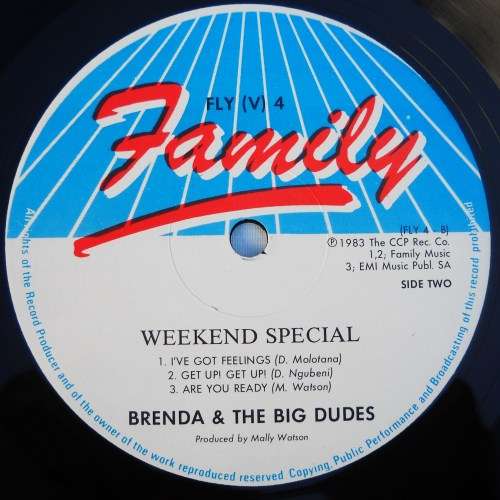 FLY (V) 4
Family
(FLY 4 - B)
℗ 1983 The CCP Rec. Co.
1,2; Family Music
3; EMI Music Publ. SA
SIDE TWO
WEEKEND SPECIAL
1. I'VE GOT FEELINGS (D. Molotana)
2. GET UP! GET UP! (D. Ngubeni)
3. ARE YOU READY (M. Watson)
BRENDA & THE BIG DUDES
Produced by Mally Watson
All rights of the Record Producer and of the owner of the work reproduced reserved Copying, Public Performance and Broadcasting of this record prohibited